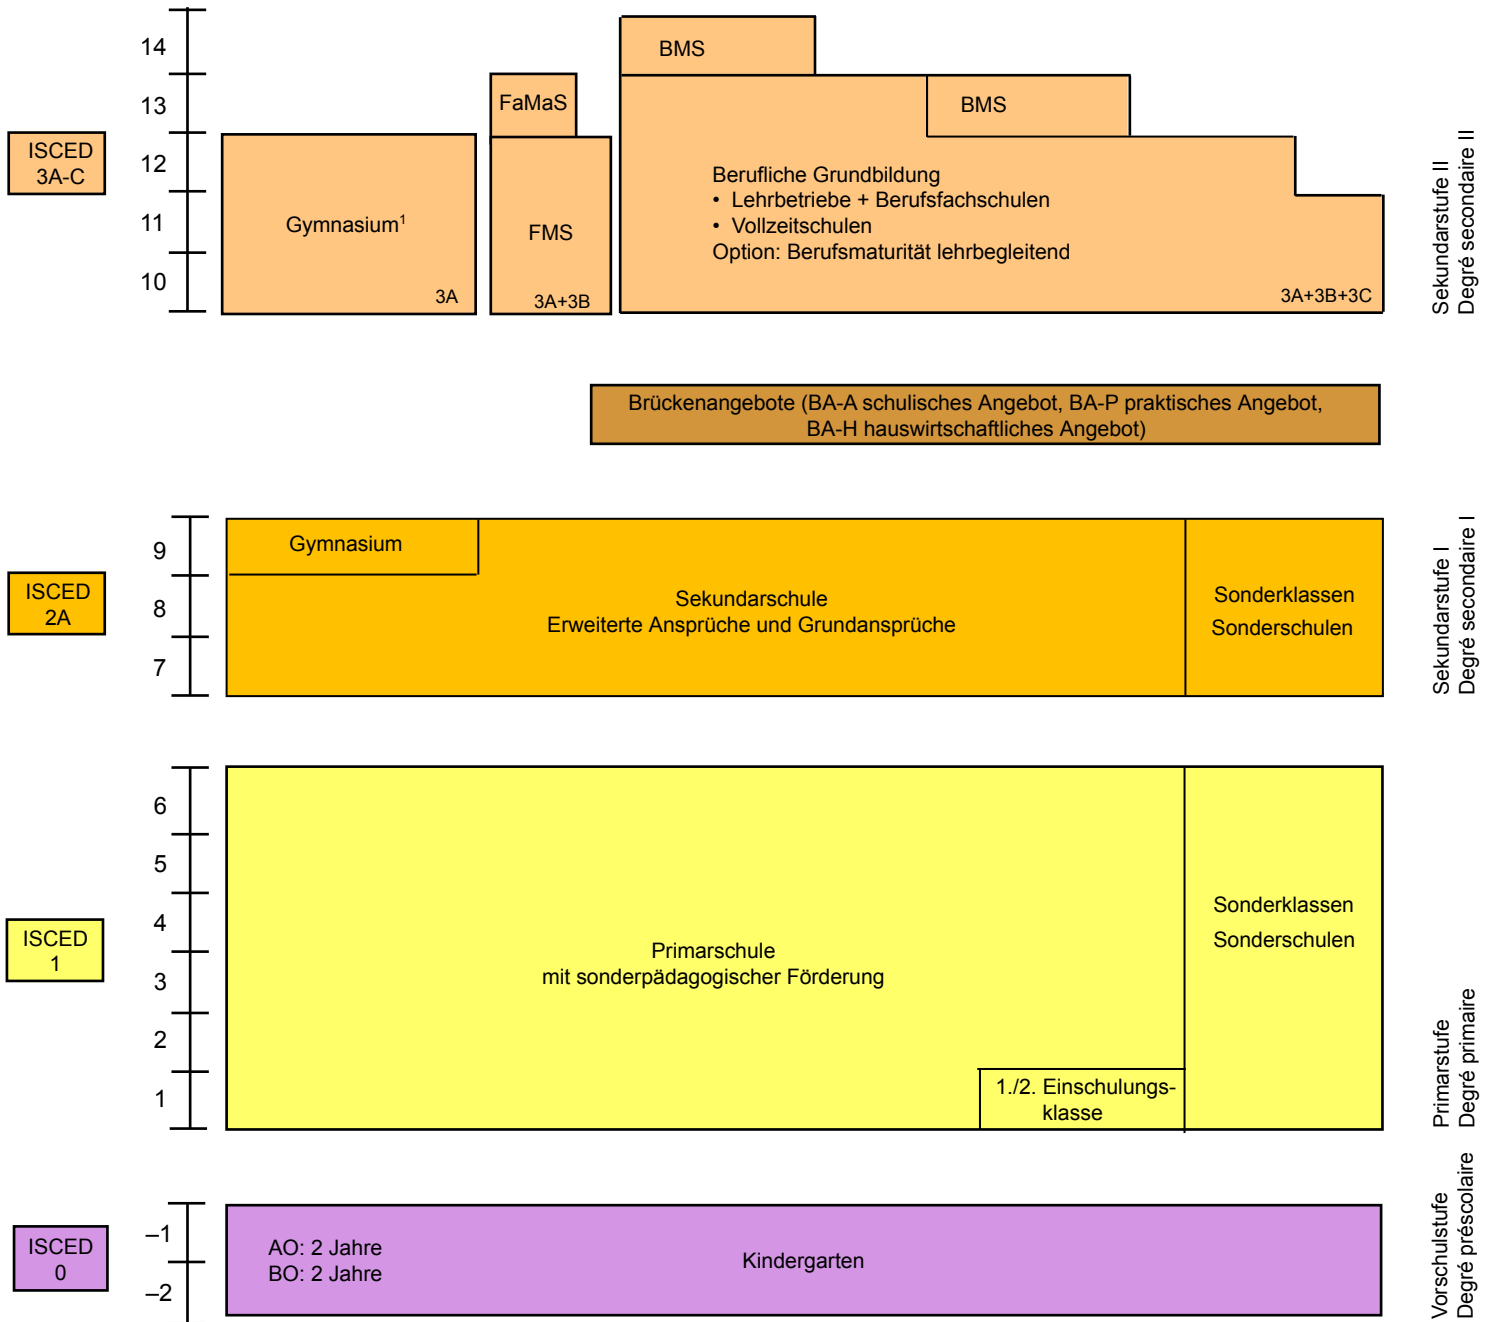 14
BMS
FaMaS
13
BMS
ISCED
3A-C
12
Berufliche Grundbildung
• Lehrbetriebe + Berufsfachschulen
• Vollzeitschulen
Option: Berufsmaturität lehrbegleitend
11
Gymnasium¹
FMS
10
3A
3A+3B
3A+3B+3C
Sekundarstufe II
Degré secondaire II
Brückenangebote (BA-A schulisches Angebot, BA-P praktisches Angebot,
BA-H hauswirtschaftliches Angebot)
9
Gymnasium
ISCED
2A
8
Sekundarschule
Erweiterte Ansprüche und Grundansprüche
Sonderklassen
Sonderschulen
7
Sekundarstufe I
Degré secondaire I
6
5
4
ISCED
1
Primarschule
mit sonderpädagogischer Förderung
Sonderklassen
Sonderschulen
3
2
1
1./2. Einschulungs-
klasse
Primarstufe
Degré primaire
–1
ISCED
0
AO: 2 Jahre
BO: 2 Jahre
Kindergarten
–2
Vorschulstufe
Degré préscolaire